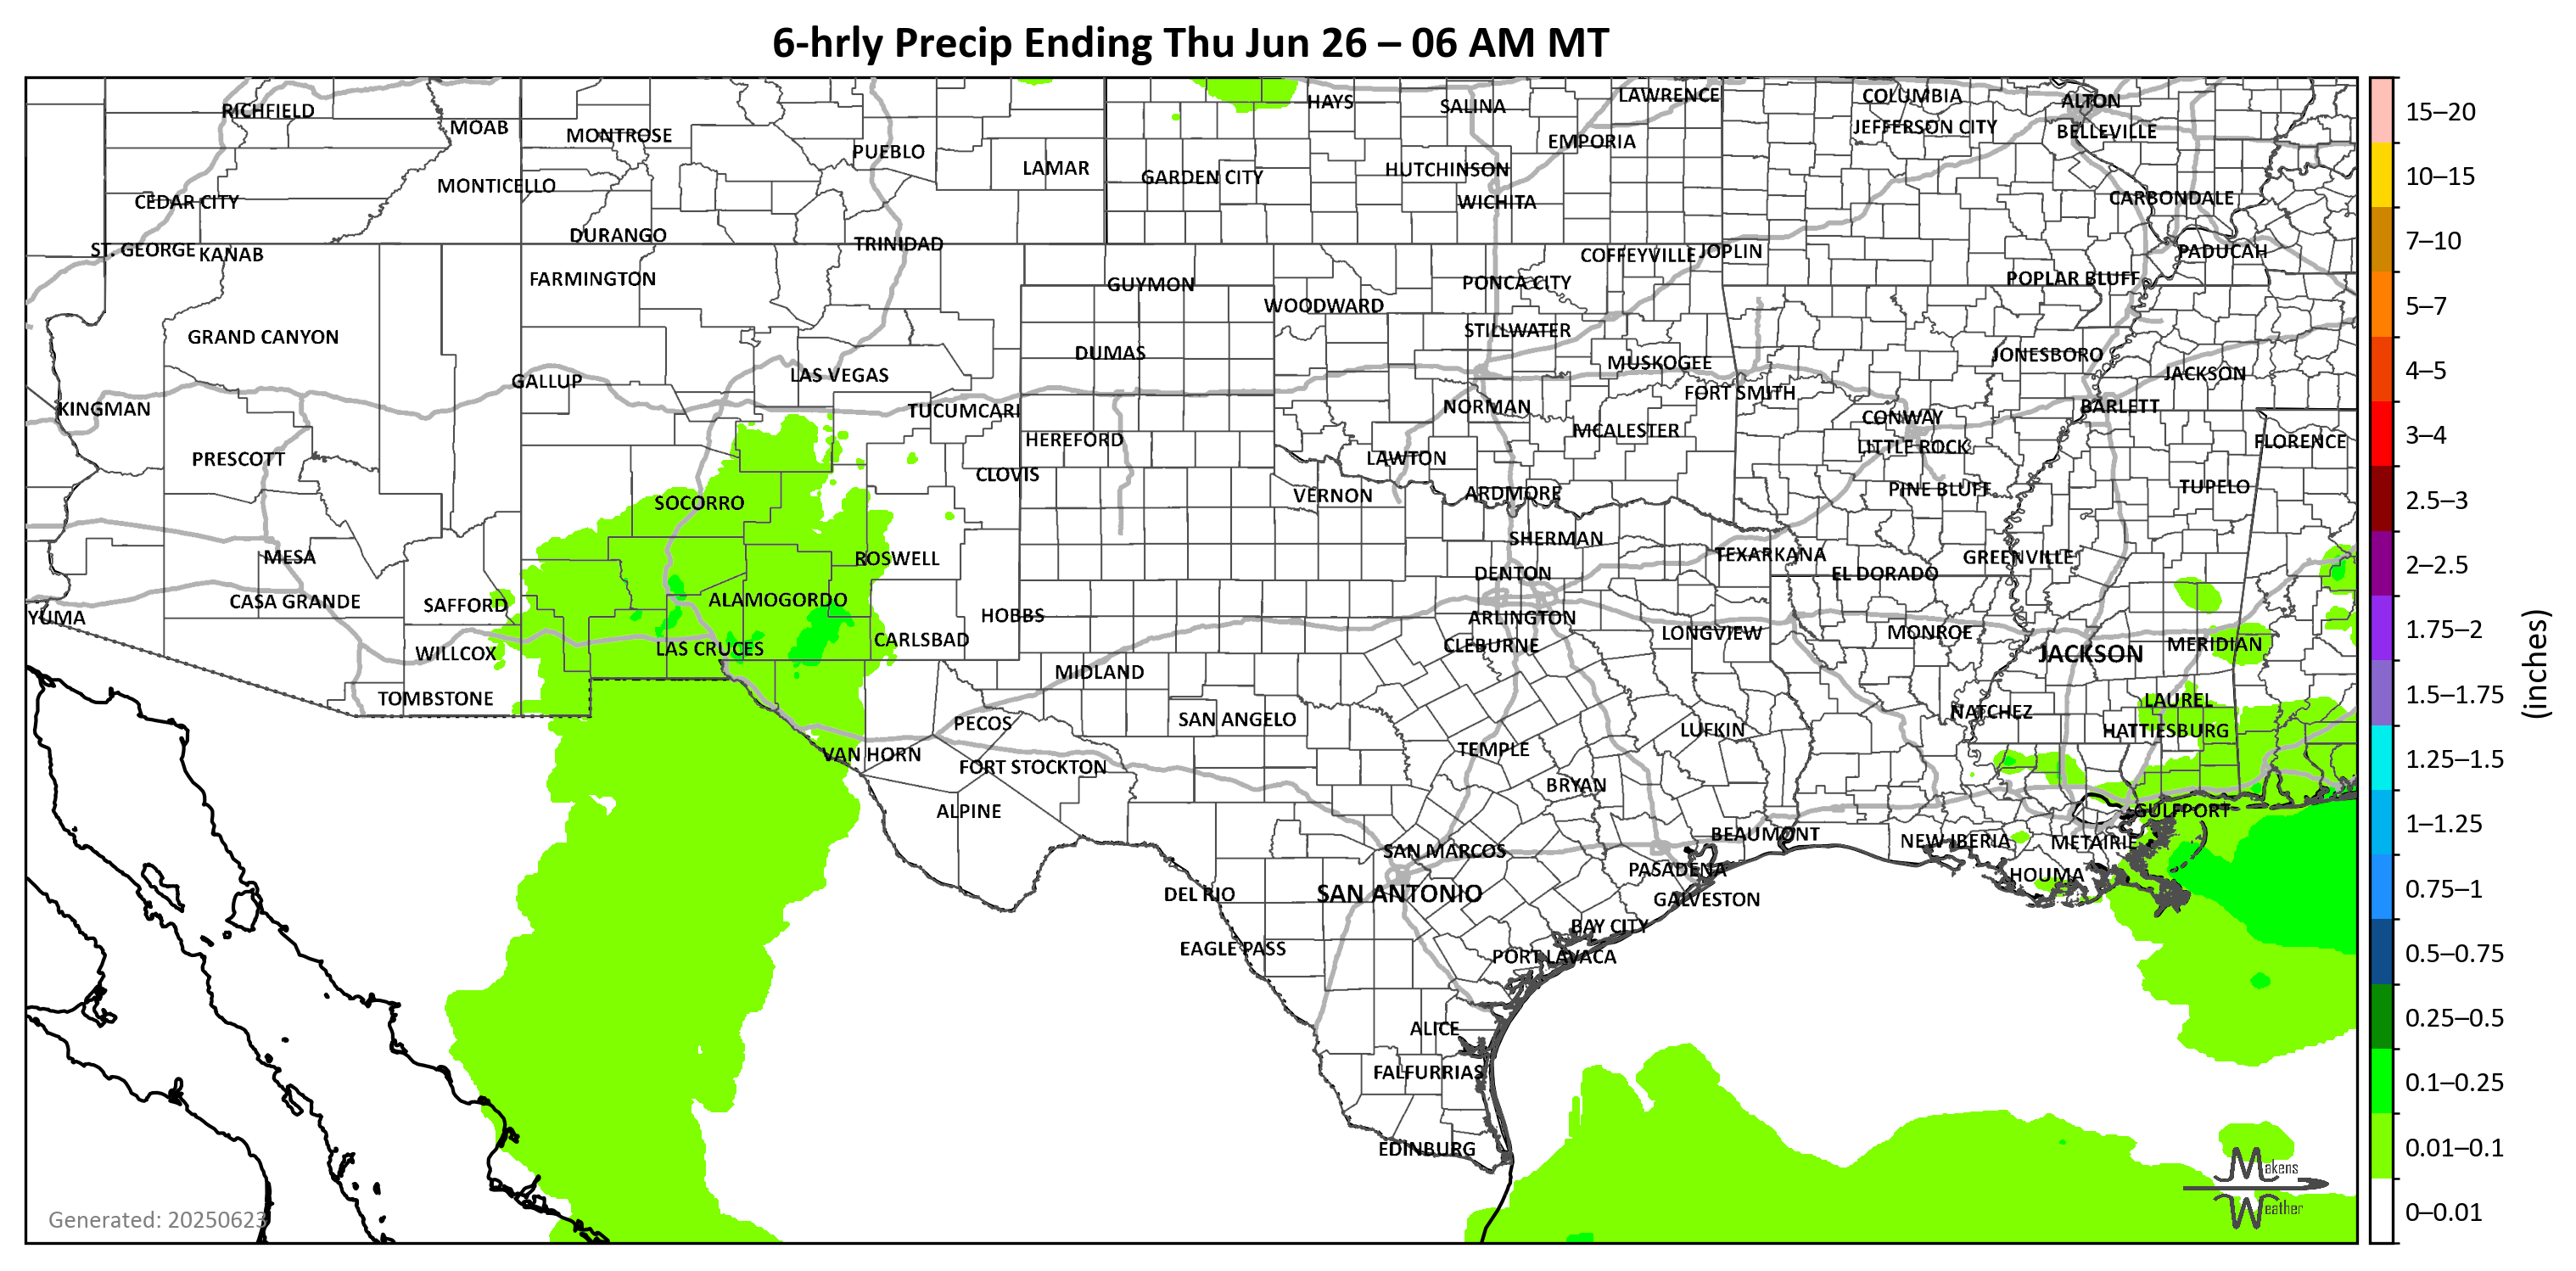 6-hrly Precip Ending Thu Jun 26 – 06 AM MT
RICHFIELD
MOAB
MONTROSE
PUEBLO
LAMAR
HAYS
SALINA
LAWRENCE
COLUMBIA
ALTON
EMPORIA
JEFFERSON CITY
BELLEVILLE
MONTICELLO
GARDEN CITY
HUTCHINSON
CEDAR CITY
WICHITA
CARBONDALE
DURANGO
TRINIDAD
ST. GEORGE
KANAB
COFFEYVILLE
JOPLIN
PADUCAH
FARMINGTON
GUYMON
PONCA CITY
POPLAR BLUFF
WOODWARD
GRAND CANYON
STILLWATER
DUMAS
MUSKOGEE
JONESBORO
GALLUP
LAS VEGAS
FORT SMITH
JACKSON
KINGMAN
TUCUMCARI
NORMAN
CONWAY
BARLETT
HEREFORD
MCALESTER
LITTLE ROCK
FLORENCE
PRESCOTT
CLOVIS
LAWTON
SOCORRO
VERNON
ARDMORE
PINE BLUFF
TUPELO
MESA
ROSWELL
SHERMAN
TEXARKANA
GREENVILLE
DENTON
EL DORADO
CASA GRANDE
SAFFORD
ALAMOGORDO
YUMA
HOBBS
ARLINGTON
WILLCOX
LAS CRUCES
CARLSBAD
CLEBURNE
LONGVIEW
MONROE
JACKSON
MERIDIAN
TOMBSTONE
MIDLAND
LAUREL
PECOS
SAN ANGELO
NATCHEZ
VAN HORN
TEMPLE
LUFKIN
HATTIESBURG
FORT STOCKTON
BRYAN
ALPINE
GULFPORT
SAN MARCOS
BEAUMONT
NEW IBERIA
METAIRIE
DEL RIO
SAN ANTONIO
PASADENA
GALVESTON
HOUMA
EAGLE PASS
BAY CITY
PORT LAVACA
ALICE
FALFURRIAS
EDINBURG
Makens
Weather
Generated: 20250623
15–20
10–15
7–10
5–7
4–5
3–4
2.5–3
2–2.5
1.75–2
1.5–1.75
1.25–1.5
1–1.25
0.75–1
0.5–0.75
0.25–0.5
0.1–0.25
0.01–0.1
0–0.01
(inches)